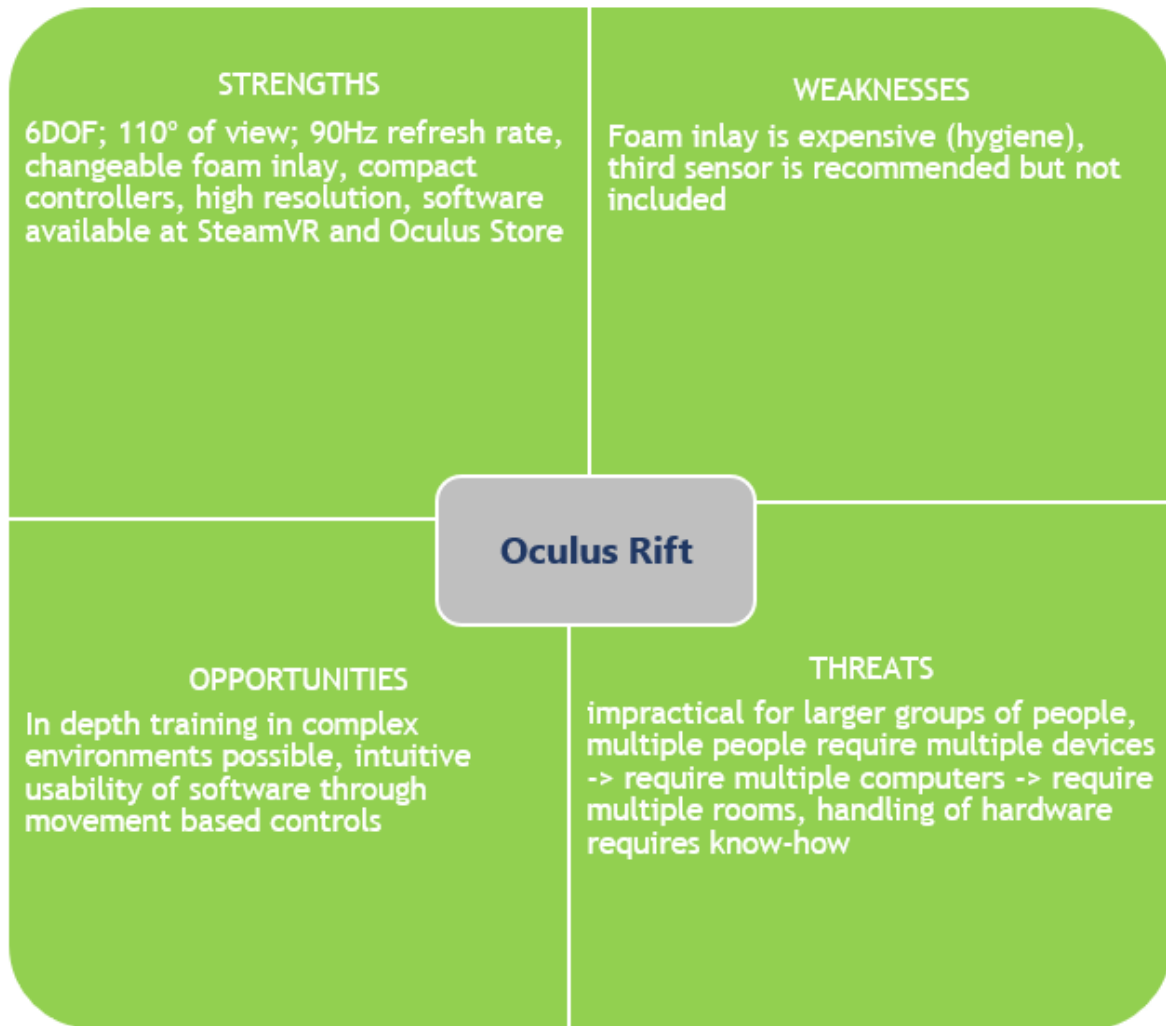 STRENGTHS
6DOF; 110º of view; 90Hz refresh rate,
changeable foam inlay, compact
controllers, high resolution, software
available at SteamVR and Oculus Store
WEAKNESSES
Foam inlay is expensive (hygiene),
third sensor is recommended but not
included
Oculus Rift
OPPORTUNITIES
In depth training in complex
environments possible, intuitive
usability of software through
movement based controls
THREATS
impractical for larger groups of people,
multiple people require multiple devices
-> require multiple computers -> require
multiple rooms, handling of hardware
requires know-how